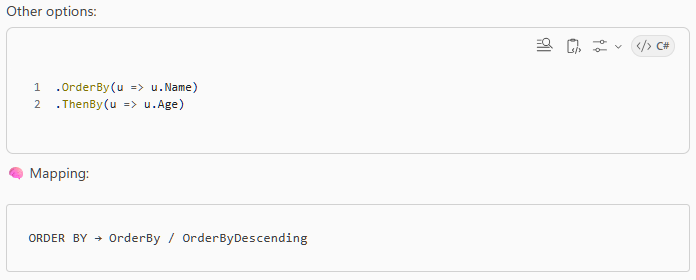 Other options:
</> C#
1 .OrderBy(u => u.Name)
2 .ThenBy(u => u.Age)
🧠 Mapping:
ORDER BY → OrderBy / OrderByDescending